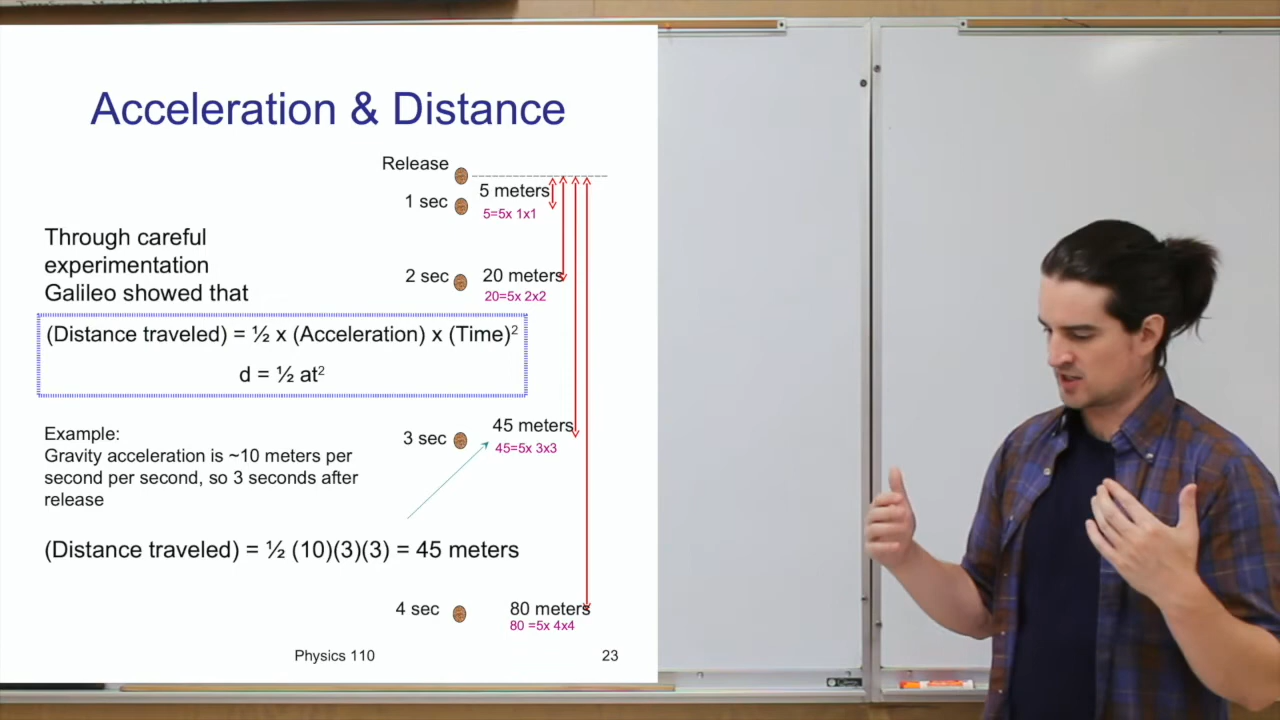 Acceleration & Distance
Release
1 sec
5 meters
5=5x 1x1
Through careful
experimentation
Galileo showed that
2 sec
20 meters
20=5x 2x2
(Distance traveled) = ½ x (Acceleration) x (Time)²
d = ½ at²
3 sec
45 meters
45=5x 3x3
Example:
Gravity acceleration is ~10 meters per
second per second, so 3 seconds after
release
(Distance traveled) = ½ (10)(3)(3) = 45 meters
4 sec
80 meters
80 =5x 4x4
Physics 110
23